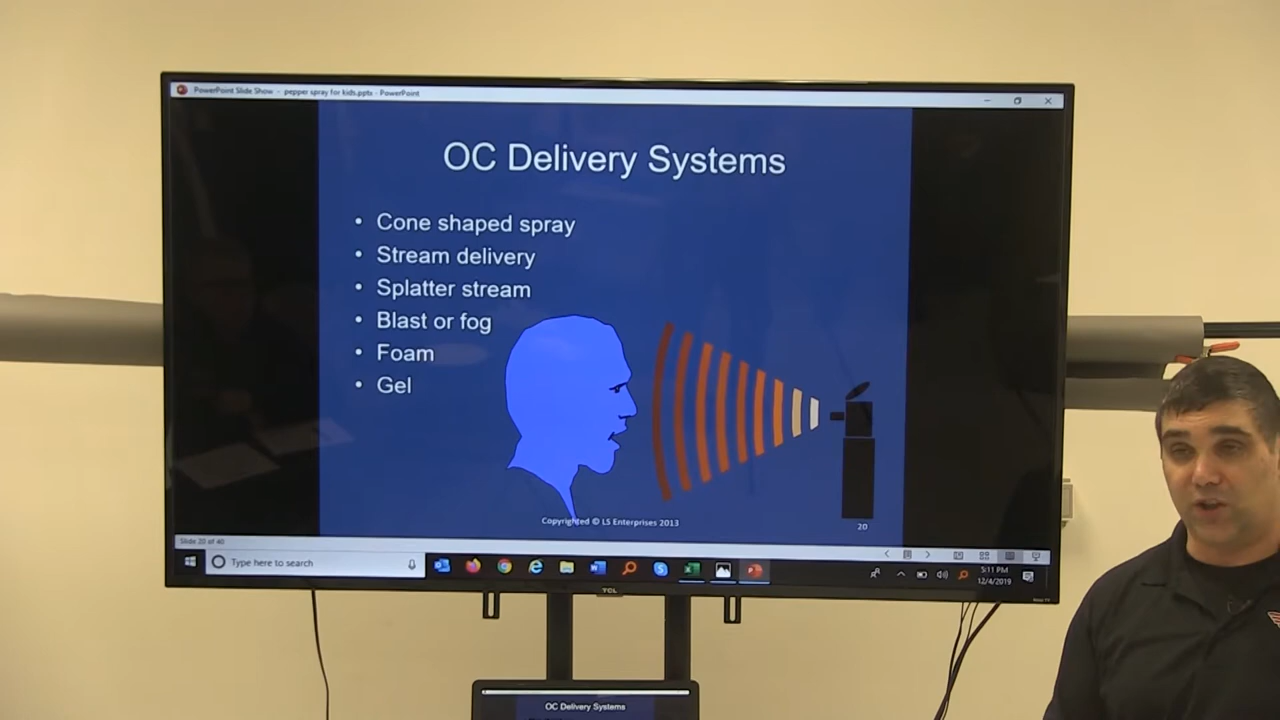 PowerPoint Slide Show - pepper spray for kids.pptx - PowerPoint
OC Delivery Systems
• Cone shaped spray
• Stream delivery
• Splatter stream
• Blast or fog
• Foam
• Gel
Copyrighted © LS Enterprises 2013
20
Slide 20 of 40
Type here to search
5:11 PM
12/4/2019
TCL
OC Delivery Systems